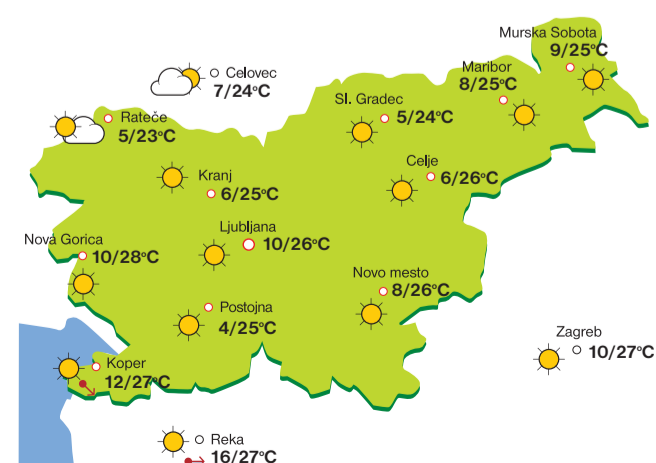 Murska Sobota
9/25°C
Maribor
8/25°C
Celovec
7/24°C
Sl. Gradec
5/24°C
Rateče
5/23°C
Celje
6/26°C
Kranj
6/25°C
Ljubljana
10/26°C
Nova Gorica
10/28°C
Novo mesto
8/26°C
Postojna
4/25°C
Zagreb
10/27°C
Koper
12/27°C
Reka
16/27°C